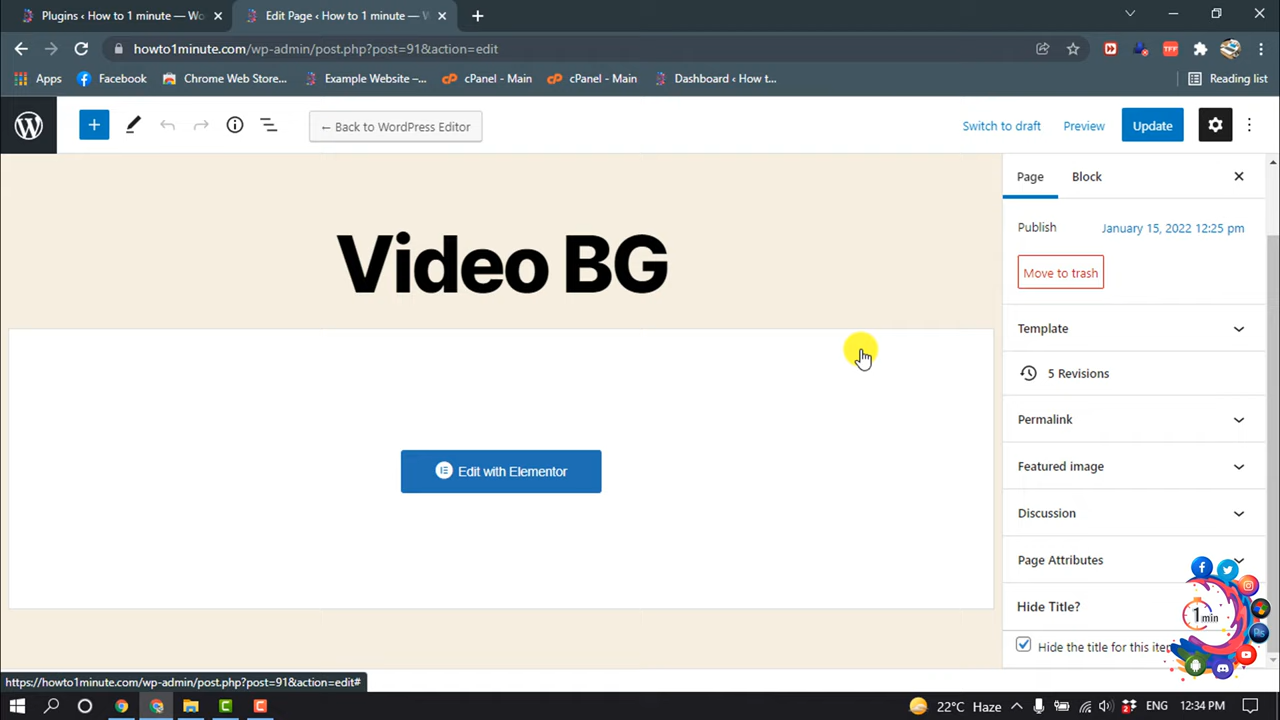 Plugins ‹ How to 1 minute — Wo
Edit Page ‹ How to 1 minute — W
howto1minute.com/wp-admin/post.php?post=91&action=edit
Apps
Facebook
Chrome Web Store...
Example Website –...
cPanel - Main
cPanel - Main
Dashboard ‹ How t...
Reading list
← Back to WordPress Editor
Switch to draft
Preview
Update
Page
Block
Publish
January 15, 2022 12:25 pm
Move to trash
Video BG
Template
5 Revisions
Permalink
Edit with Elementor
Featured image
Discussion
Page Attributes
Hide Title?
1min
Hide the title for this item
https://howto1minute.com/wp-admin/post.php?post=91&action=edit#
22°C Haze
ENG
12:34 PM